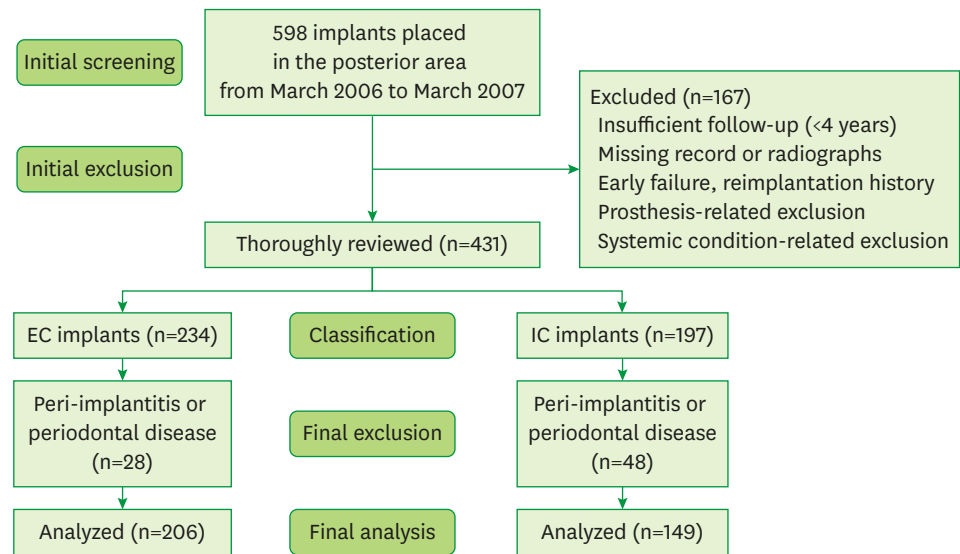 Initial screening
598 implants placed
in the posterior area
from March 2006 to March 2007
Initial exclusion
Excluded (n=167)
Insufficient follow-up (<4 years)
Missing record or radiographs
Early failure, reimplantation history
Prosthesis-related exclusion
Systemic condition-related exclusion
Thoroughly reviewed (n=431)
EC implants (n=234)
Classification
IC implants (n=197)
Peri-implantitis or
periodontal disease
(n=28)
Final exclusion
Peri-implantitis or
periodontal disease
(n=48)
Analyzed (n=206)
Final analysis
Analyzed (n=149)